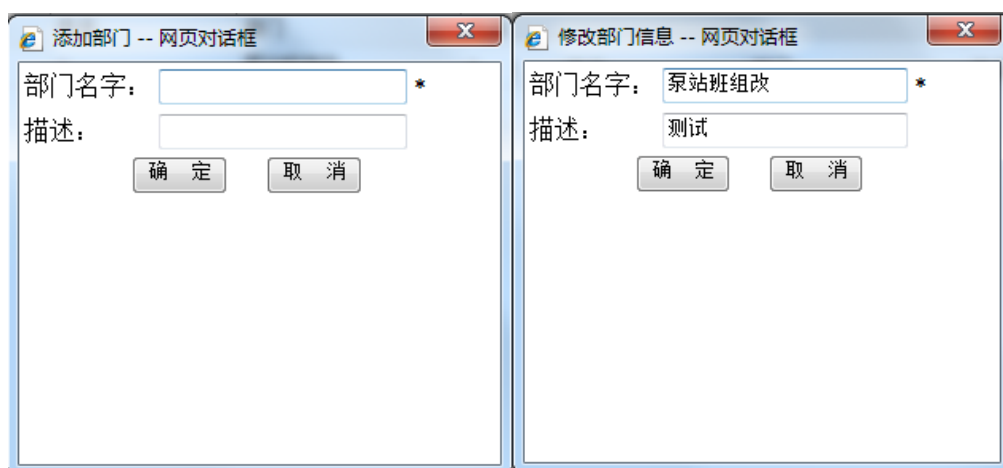 添加部门 -- 网页对话框
部门名字： *
描述：
确 定 取 消
修改部门信息 -- 网页对话框
部门名字： 泵站班组改 *
描述： 测试
确 定 取 消